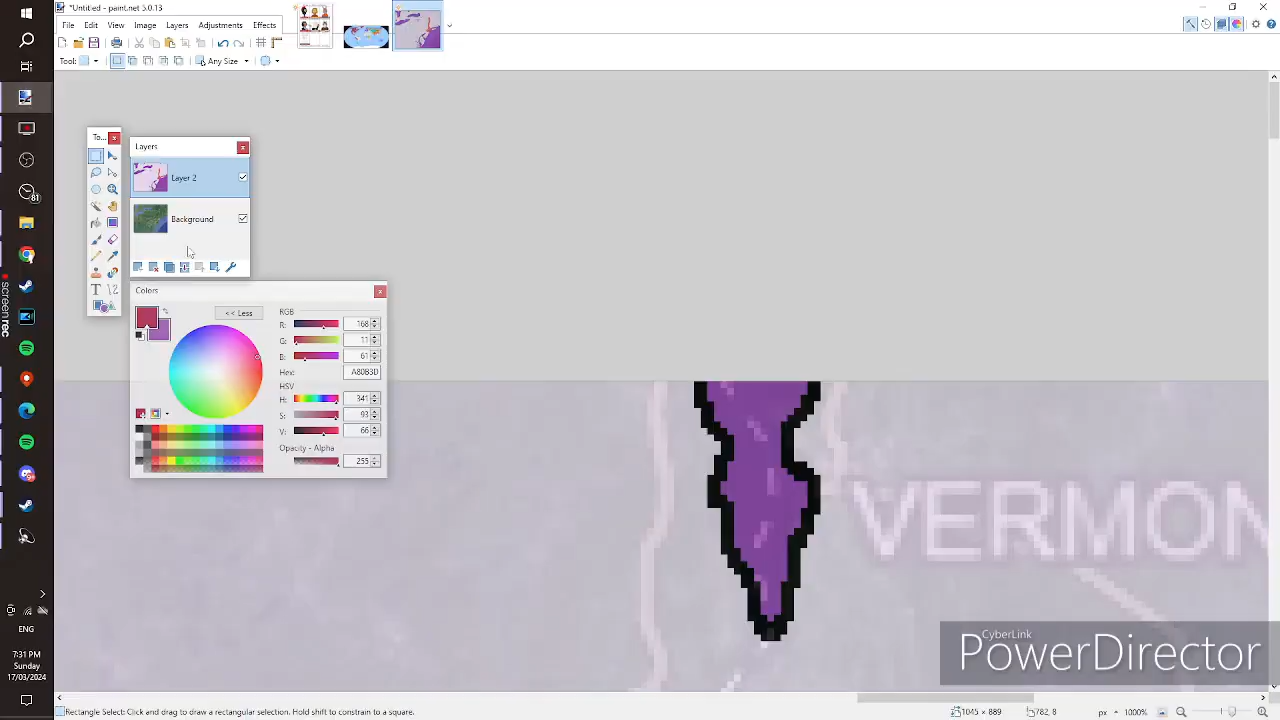 *Untitled - paint.net 5.0.13
File Edit View Image Layers Adjustments Effects
Tool: Any Size
To...
Layers
Layer 2
Background
Colors
<< Less
RGB
R: 168
G: 11
B: 61
Hex: A80B3D
HSV
H: 341
S: 93
V: 66
Opacity - Alpha
255
VERMON
81
screenrec
ENG
7:31 PM
Sunday
17/03/2024
CyberLink
PowerDirector
Rectangle Select: Click and drag to draw a rectangular selection. Hold shift to constrain to a square.
1045 × 889
782, 8
px
1000%